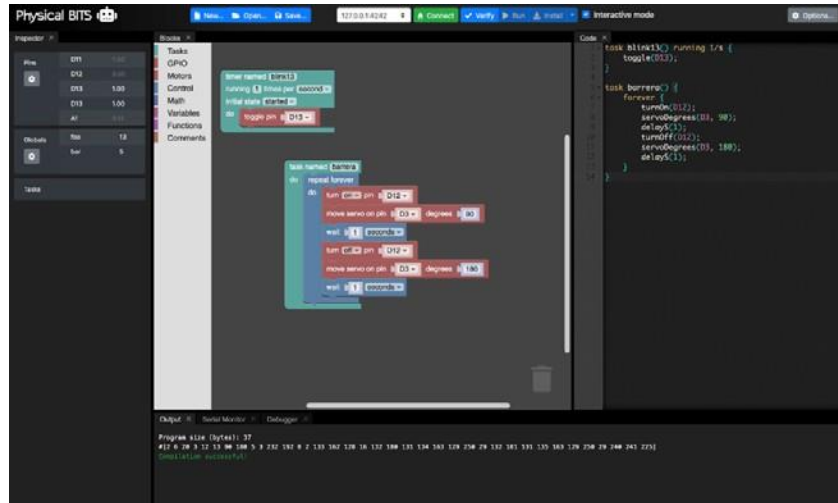 Physical BITS
New... Open... Save... 127.0.0.1:4242 Connect Verify Run Install Interactive mode Options...
Inspector
Pins
D11
D12
D13 1.00
D13 1.00
A7
Globals
foo 13
bar 5
Tasks
Blocks
Tasks
GPIO
Motors
Control
Math
Variables
Functions
Comments
timer named blink13
running 1 times per second
initial state started
do toggle pin D13
task named barrera
do repeat forever
do turn on pin D12
move servo on pin D3 degrees 90
wait 1 seconds
turn off pin D12
move servo on pin D3 degrees 180
wait 1 seconds
Code
task blink13() running 1/s {
toggle(D13);
}
task barrera() {
forever {
turnOn(D12);
servoDegrees(D3, 90);
delayS(1);
turnOff(D12);
servoDegrees(D3, 180);
delayS(1);
}
}
Output Serial Monitor Debugger
Program size (bytes): 37
Compilation successful!